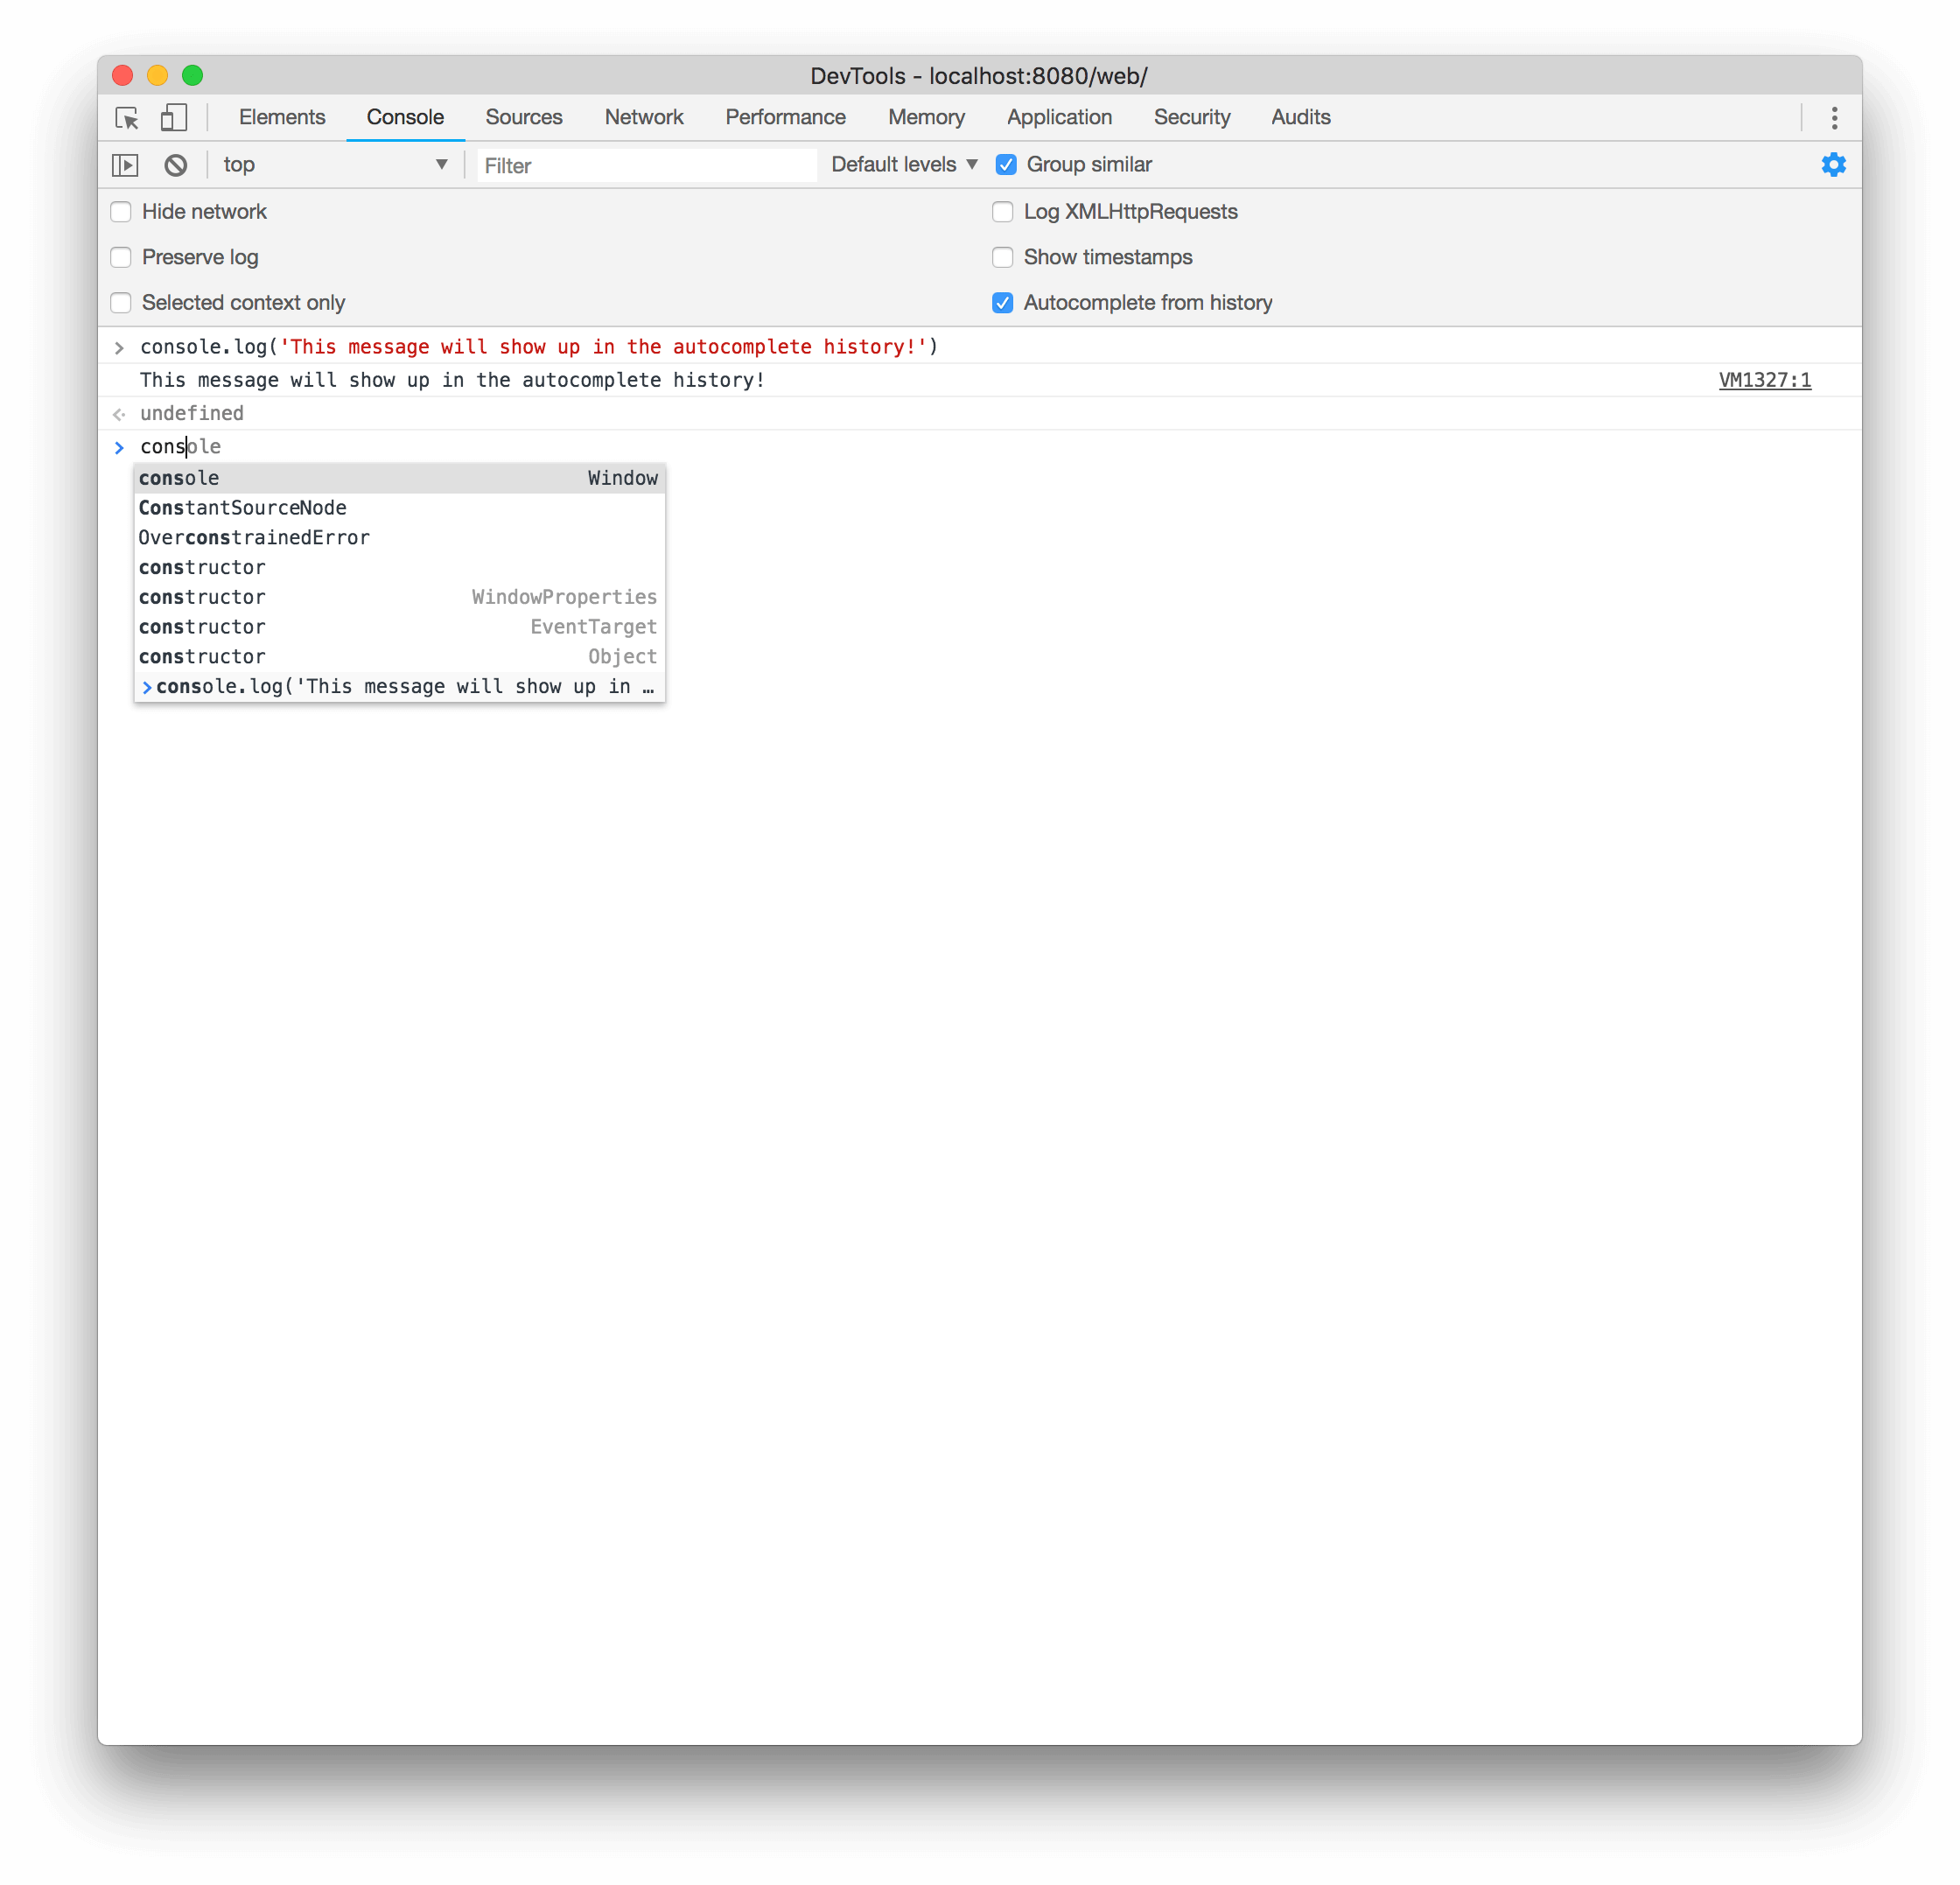 DevTools - localhost:8080/web/
Elements Console Sources Network Performance Memory Application Security Audits
top Filter Default levels Group similar
Hide network Log XMLHttpRequests
Preserve log Show timestamps
Selected context only Autocomplete from history
console.log('This message will show up in the autocomplete history!')
This message will show up in the autocomplete history! VM1327:1
undefined
console
console Window
ConstantSourceNode
OverconstrainedError
constructor
constructor WindowProperties
constructor EventTarget
constructor Object
console.log('This message will show up in …